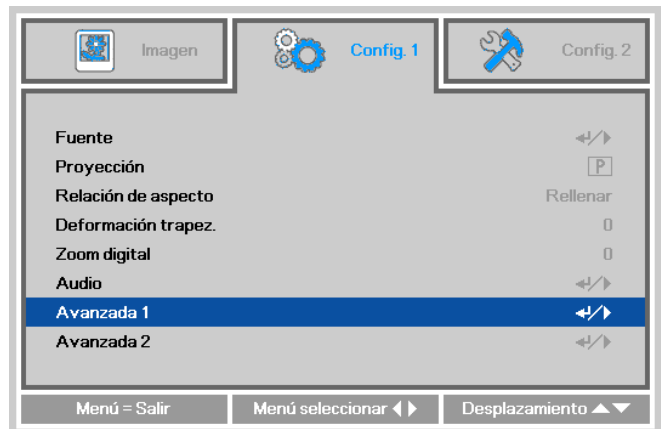 Imagen Config. 1 Config. 2
Fuente
Proyección P
Relación de aspecto Rellenar
Deformación trapez. 0
Zoom digital 0
Audio
Avanzada 1
Avanzada 2
Menú = Salir Menú seleccionar Desplazamiento